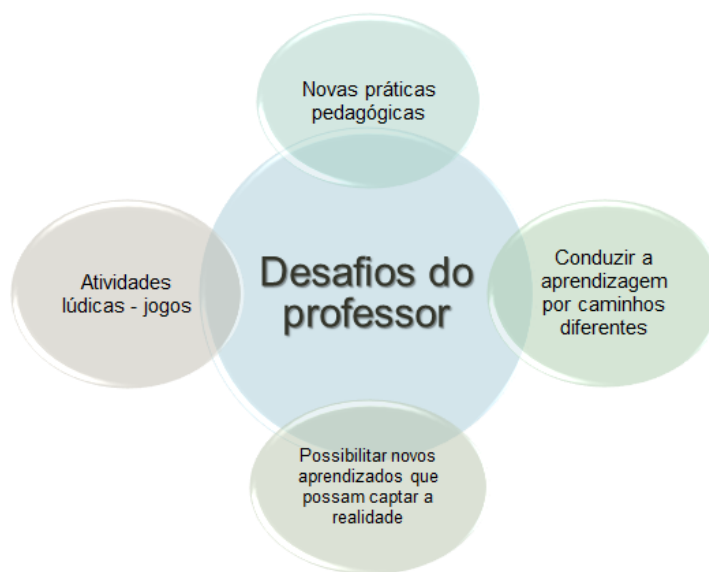 Novas práticas
pedagógicas
Desafios do
professor
Atividades
lúdicas - jogos
Conduzir a
aprendizagem
por caminhos
diferentes
Possibilitar novos
aprendizados que
possam captar a
realidade